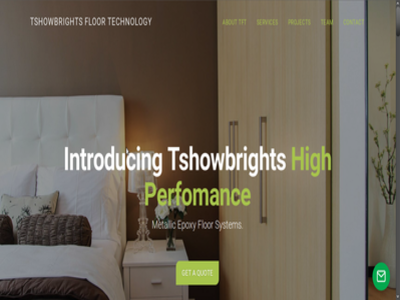 TSHOWBRIGHTS FLOOR TECHNOLOGY
ABOUT TFT SERVICES PROJECTS TEAM CONTACT
Introducing Tshowbrights High
Perfomance
Metallic Epoxy Floor Systems.
GET A QUOTE